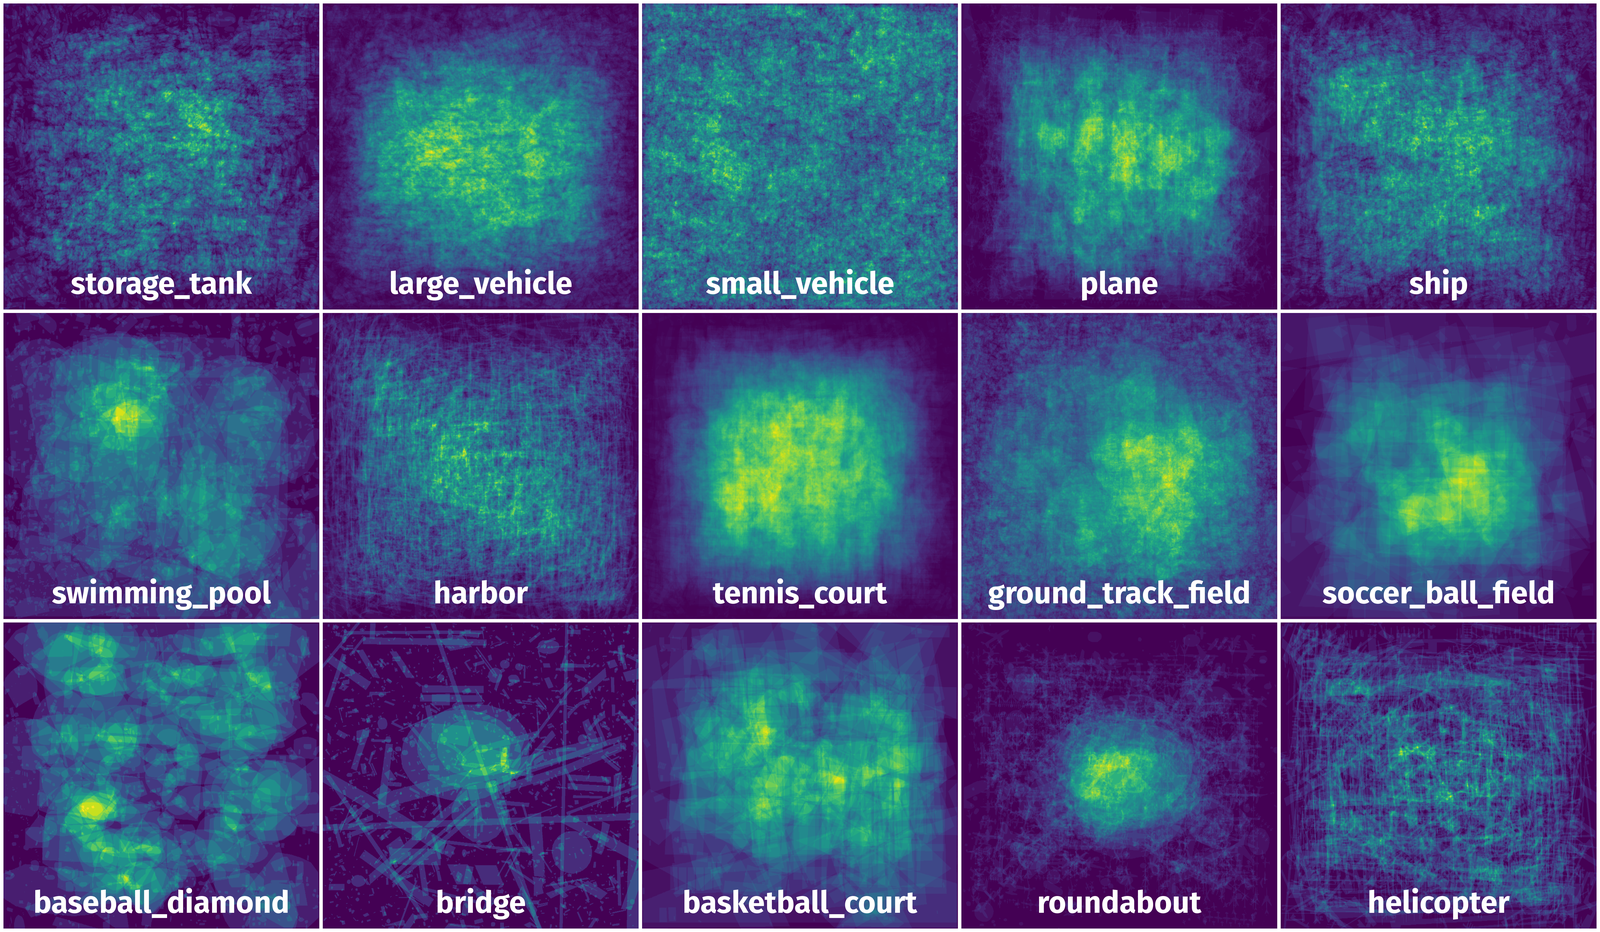 storage_tank
large_vehicle
small_vehicle
plane
ship
swimming_pool
harbor
tennis_court
ground_track_field
soccer_ball_field
baseball_diamond
bridge
basketball_court
roundabout
helicopter